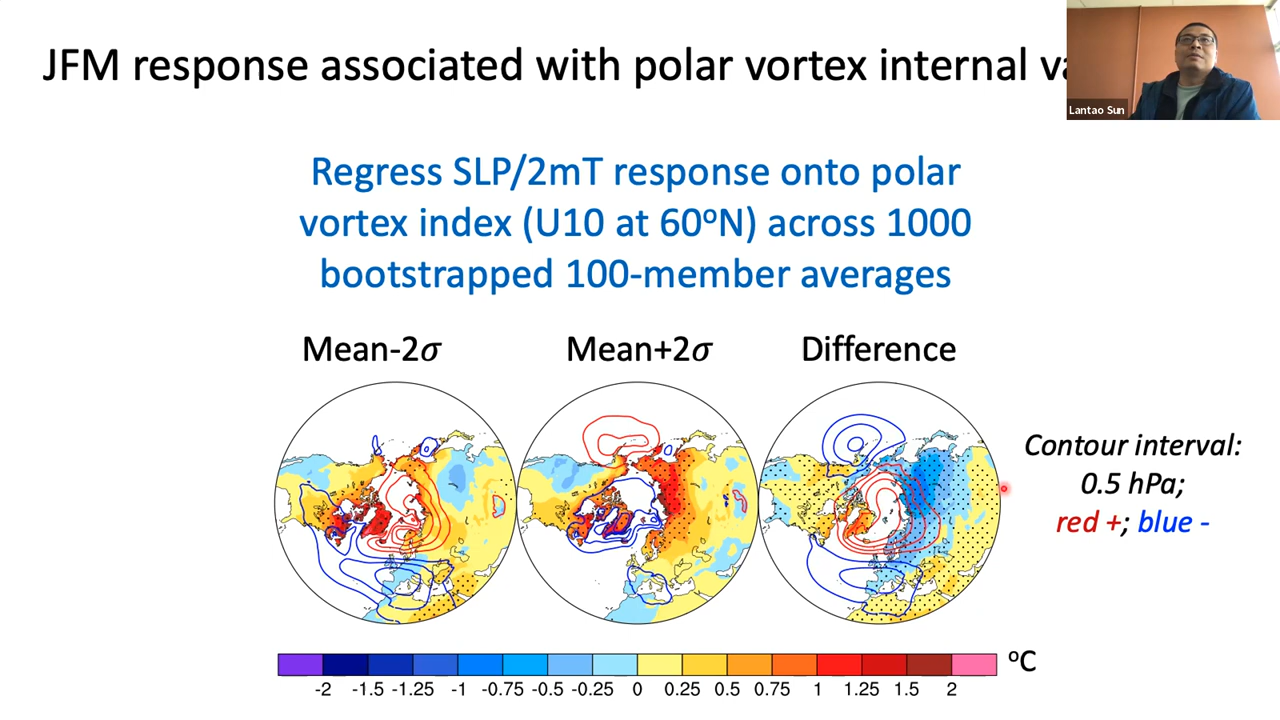 JFM response associated with polar vortex internal
Lantao Sun
Regress SLP/2mT response onto polar
vortex index (U10 at 60ᵒN) across 1000
bootstrapped 100-member averages
Mean-2σ
Mean+2σ
Difference
Contour interval:
0.5 hPa;
red +; blue -
-2 -1.5 -1.25 -1 -0.75 -0.5 -0.25 0 0.25 0.5 0.75 1 1.25 1.5 2
ᵒC